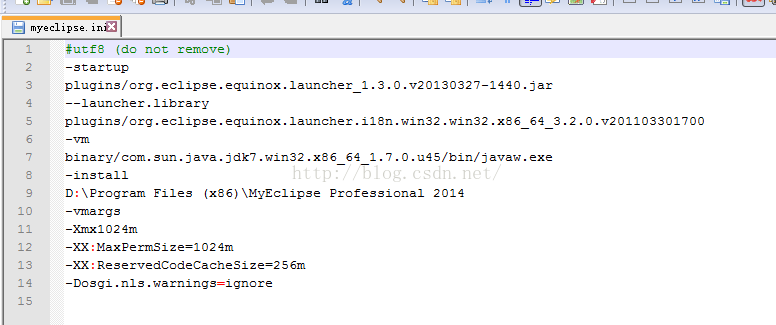 myeclipse.ini
1 #utf8 (do not remove)
2 -startup
3 plugins/org.eclipse.equinox.launcher_1.3.0.v20130327-1440.jar
4 --launcher.library
5 plugins/org.eclipse.equinox.launcher.i18n.win32.win32.x86_64_3.2.0.v201103301700
6 -vm
7 binary/com.sun.java.jdk7.win32.x86_64_1.7.0.u45/bin/javaw.exe
8 -install
http://blog.csdn.net/
9 D:\Program Files (x86)\MyEclipse Professional 2014
10 -vmargs
11 -Xmx1024m
12 -XX:MaxPermSize=1024m
13 -XX:ReservedCodeCacheSize=256m
14 -Dosgi.nls.warnings=ignore
15